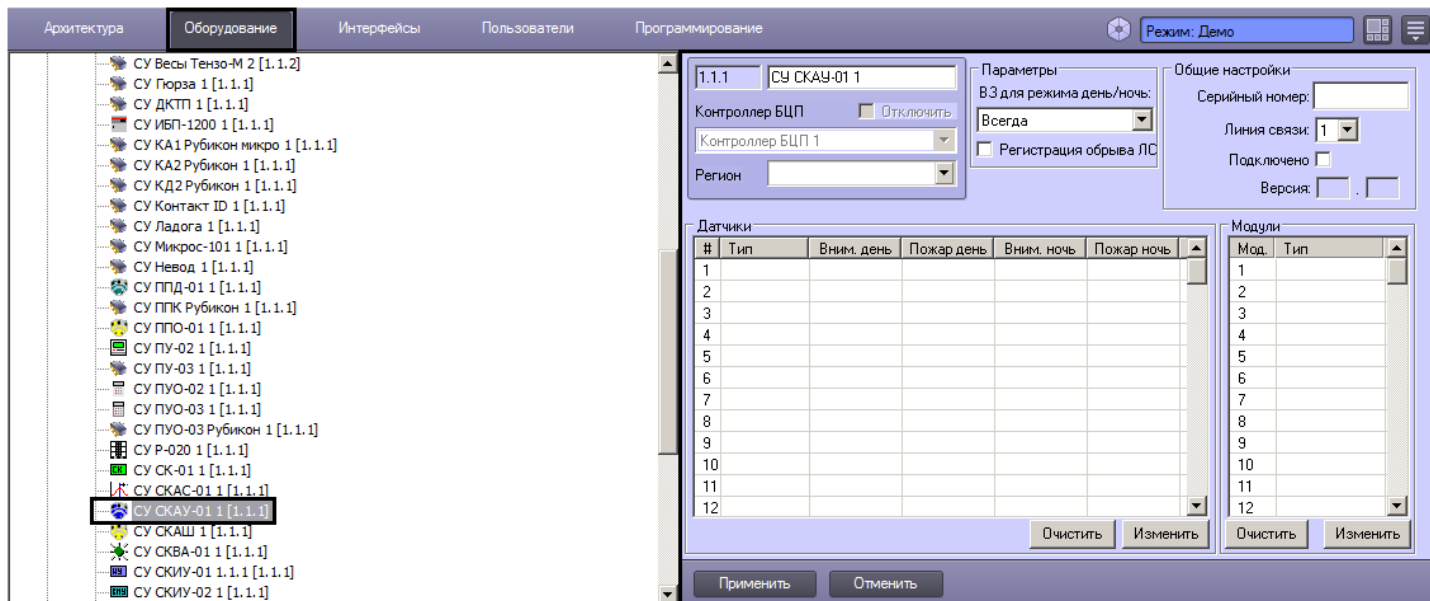 Архитектура Оборудование Интерфейсы Пользователи Программирование Режим: Демо
СУ Весы Тензо-М 2 [1.1.2]
СУ Гюрза 1 [1.1.1]
СУ ДКТП 1 [1.1.1]
СУ ИБП-1200 1 [1.1.1]
СУ КА1 Рубикон микро 1 [1.1.1]
СУ КА2 Рубикон 1 [1.1.1]
СУ КД2 Рубикон 1 [1.1.1]
СУ Контакт ID 1 [1.1.1]
СУ Ладога 1 [1.1.1]
СУ Микрос-101 1 [1.1.1]
СУ Невод 1 [1.1.1]
СУ ППД-01 1 [1.1.1]
СУ ППК Рубикон 1 [1.1.1]
СУ ППО-01 1 [1.1.1]
СУ ПУ-02 1 [1.1.1]
СУ ПУ-03 1 [1.1.1]
СУ ПУО-02 1 [1.1.1]
СУ ПУО-03 1 [1.1.1]
СУ ПУО-03 Рубикон 1 [1.1.1]
СУ Р-020 1 [1.1.1]
СК СУ СК-01 1 [1.1.1]
СУ СКАС-01 1 [1.1.1]
СУ СКАУ-01 1 [1.1.1]
СУ СКАШ 1 [1.1.1]
СУ СКВА-01 1 [1.1.1]
СУ СКИУ-01 1.1.1 [1.1.1]
СУ СКИУ-02 1 [1.1.1]
1.1.1 СУ СКАУ-01 1
Контроллер БЦП Отключить
Контроллер БЦП 1
Регион
Параметры
ВЗ для режима день/ночь:
Всегда
Регистрация обрыва ЛС
Общие настройки
Серийный номер:
Линия связи: 1
Подключено
Версия: .
Датчики
# Тип Вним. день Пожар день Вним. ночь Пожар ночь
1
2
3
4
5
6
7
8
9
10
11
12
Очистить Изменить
Модули
Мод. Тип
1
2
3
4
5
6
7
8
9
10
11
12
Очистить Изменить
Применить Отменить